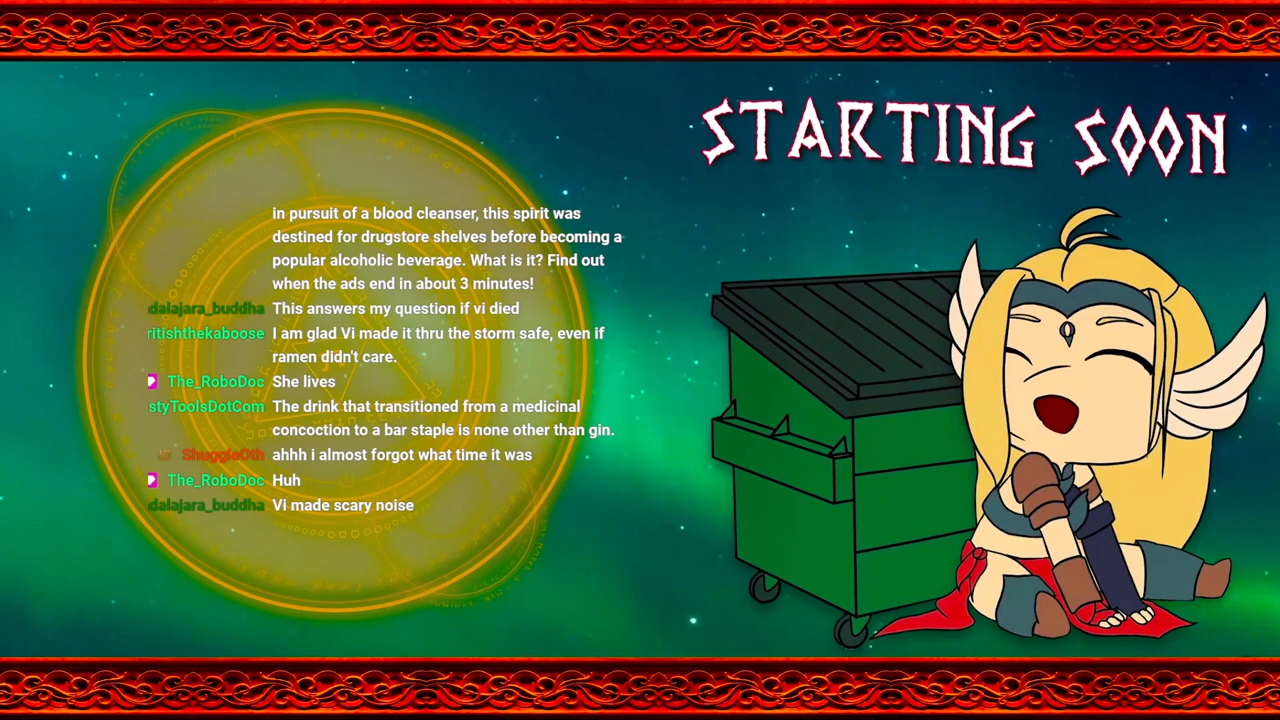 STARTING SOON
in pursuit of a blood cleanser, this spirit was
destined for drugstore shelves before becoming a
popular alcoholic beverage. What is it? Find out
when the ads end in about 3 minutes!
dalajara_buddha This answers my question if vi died
ritishthekaboose I am glad Vi made it thru the storm safe, even if
ramen didn't care.
The_RoboDoc She lives
styToolsDotCom The drink that transitioned from a medicinal
concoction to a bar staple is none other than gin.
ShuggleOth ahhh i almost forgot what time it was
The_RoboDoc Huh
dalajara_buddha Vi made scary noise